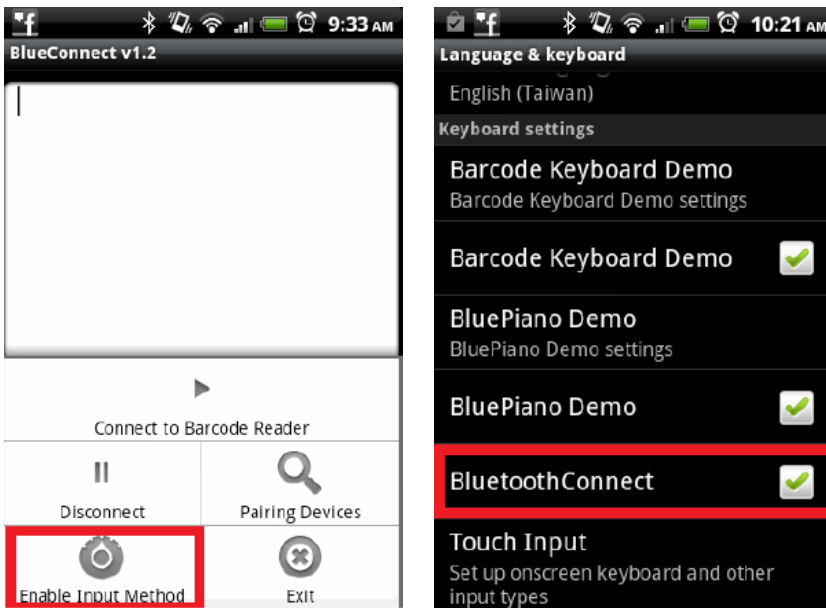 9:33 AM
BlueConnect v1.2
Connect to Barcode Reader
Disconnect
Pairing Devices
Enable Input Method
Exit
10:21 AM
Language & keyboard
English (Taiwan)
Keyboard settings
Barcode Keyboard Demo
Barcode Keyboard Demo settings
Barcode Keyboard Demo
BluePiano Demo
BluePiano Demo settings
BluePiano Demo
BluetoothConnect
Touch Input
Set up onscreen keyboard and other
input types